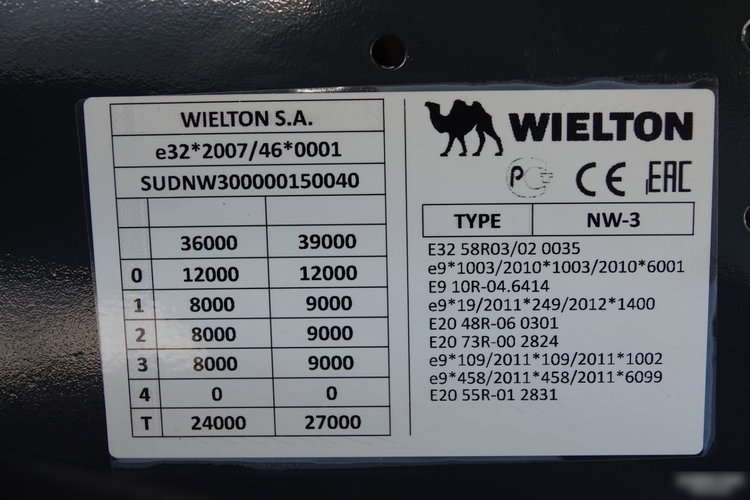 WIELTON S.A.
e32*2007/46*0001
SUDNW300000150040
36000 39000
0 12000 12000
1 8000 9000
2 8000 9000
3 8000 9000
4 0 0
T 24000 27000
WIELTON
PC CE EAC
TYPE NW-3
E32 58R03/02 0035
e9*1003/2010*1003/2010*6001
E9 10R-04.6414
e9*19/2011*249/2012*1400
E20 48R-06 0301
E20 73R-00 2824
e9*109/2011*109/2011*1002
e9*458/2011*458/2011*6099
E20 55R-01 2831